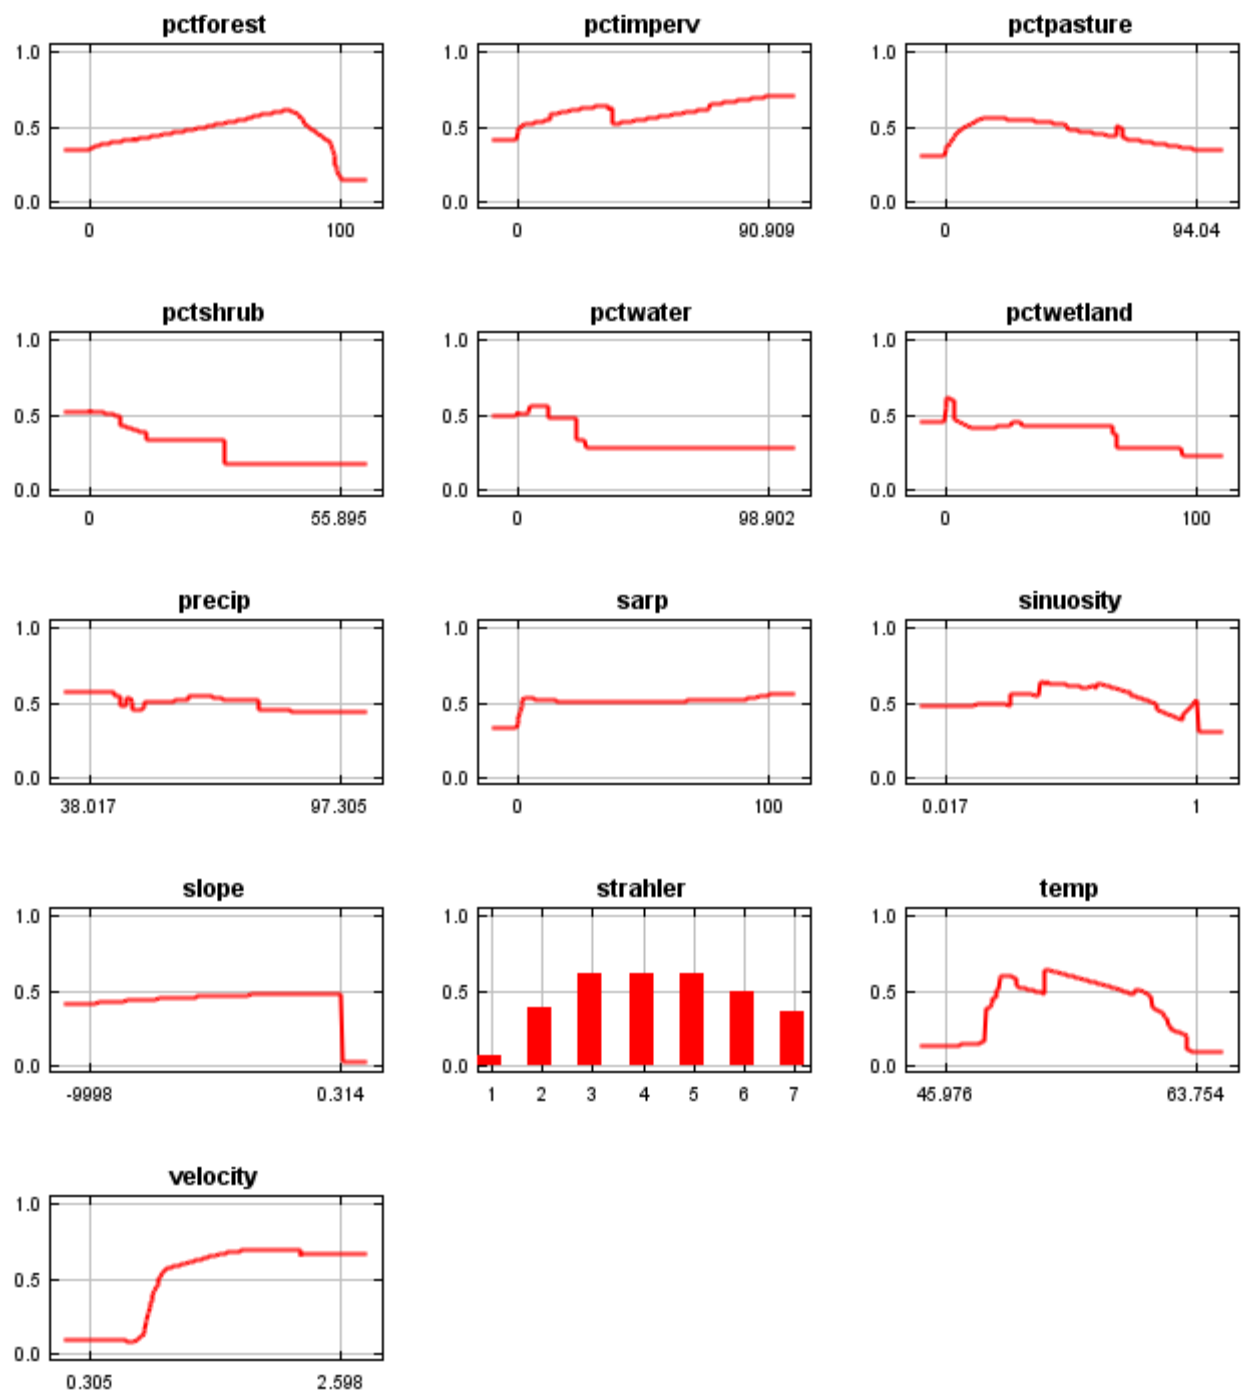 pctforest pctimperv pctpasture
1.0 1.0 1.0
0.5 0.5 0.5
0.0 0.0 0.0
0 100 0 90.909 0 94.04
pctshrub pctwater pctwetland
1.0 1.0 1.0
0.5 0.5 0.5
0.0 0.0 0.0
0 55.895 0 98.902 0 100
precip sarp sinuosity
1.0 1.0 1.0
0.5 0.5 0.5
0.0 0.0 0.0
38.017 97.305 0 100 0.017 1
slope strahler temp
1.0 1.0 1.0
0.5 0.5 0.5
0.0 0.0 0.0
-9998 0.314 1 2 3 4 5 6 7 45.976 63.754
velocity
1.0
0.5
0.0
0.305 2.598